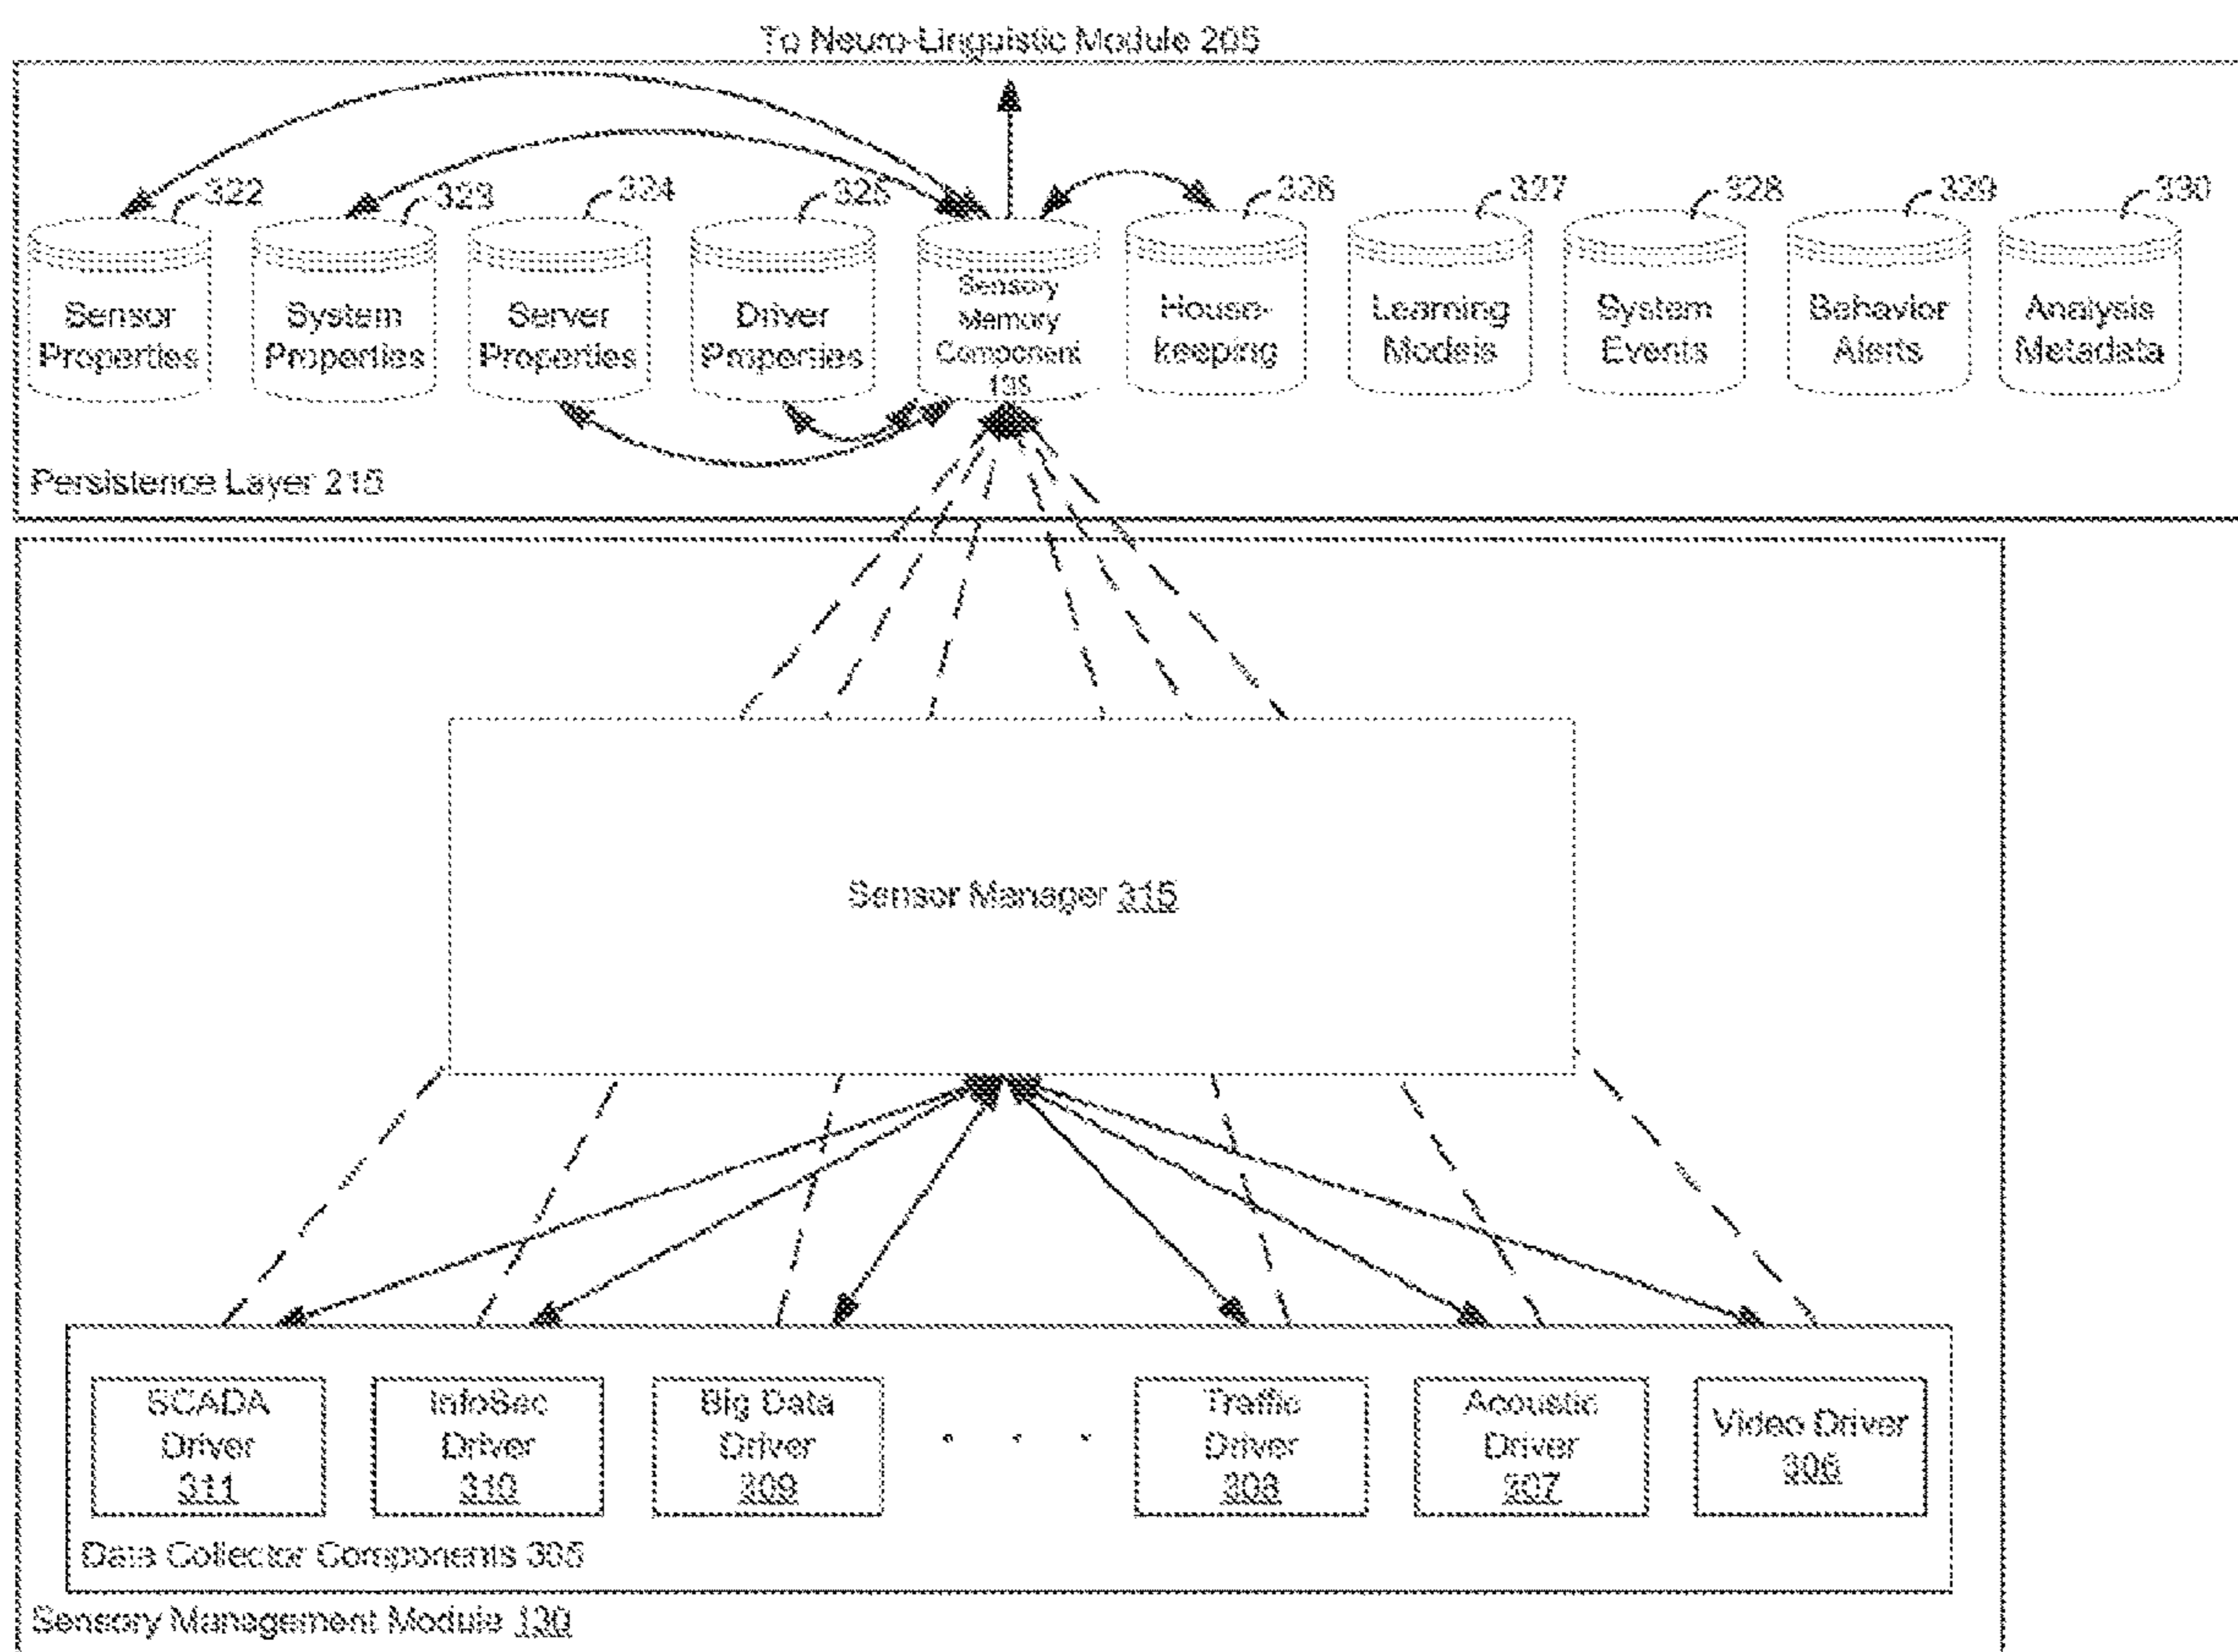 To Neuro-Linguistic Module 205
322
323
324
325
326
327
328
329
330
Sensor
Properties
System
Properties
Server
Properties
Driver
Properties
Sensory
Memory
Component
135
House-
keeping
Learning
Models
System
Events
Behavior
Alerts
Analysis
Metadata
Persistence Layer 215
Sensor Manager 315
SCADA
Driver
311
InfoSec
Driver
310
Big Data
Driver
309
. . .
Traffic
Driver
308
Acoustic
Driver
307
Video Driver
306
Data Collector Components 305
Sensory Management Module 130